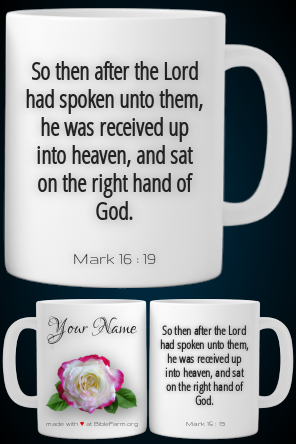 So then after the Lord
had spoken unto them,
he was received up
into heaven, and sat
on the right hand of
God.
Mark 16 : 19
Your Name
made with ♥ at BibleFarm.org
So then after the Lord
had spoken unto them,
he was received up
into heaven, and sat
on the right hand of
God.
Mark 16 : 19